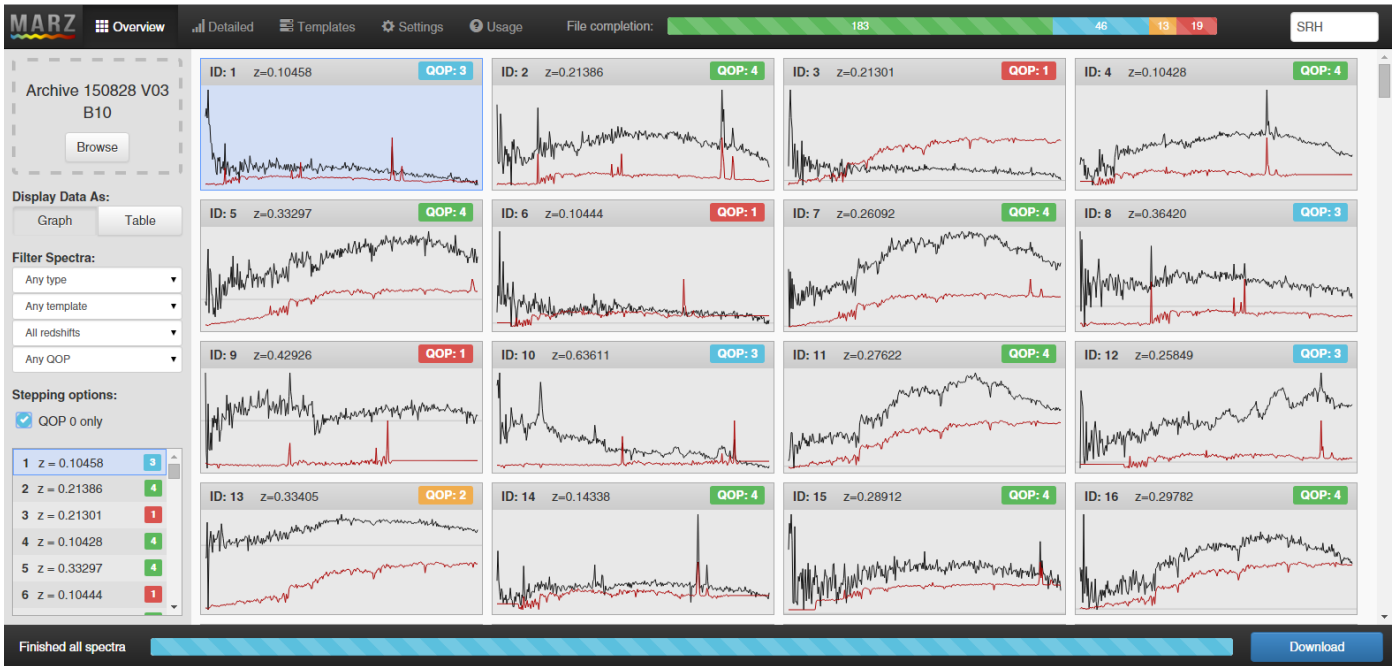 MARZ Overview Detailed Templates Settings Usage File completion: 183 46 13 19 SRH
Archive 150828 V03
B10
Browse
Display Data As:
Graph Table
Filter Spectra:
Any type
Any template
All redshifts
Any QOP
Stepping options:
QOP 0 only
1 z = 0.10458 3
2 z = 0.21386 4
3 z = 0.21301 1
4 z = 0.10428 4
5 z = 0.33297 4
6 z = 0.10444 1
ID: 1 z=0.10458 QOP: 3
ID: 2 z=0.21386 QOP: 4
ID: 3 z=0.21301 QOP: 1
ID: 4 z=0.10428 QOP: 4
ID: 5 z=0.33297 QOP: 4
ID: 6 z=0.10444 QOP: 1
ID: 7 z=0.26092 QOP: 4
ID: 8 z=0.36420 QOP: 3
ID: 9 z=0.42926 QOP: 1
ID: 10 z=0.63611 QOP: 3
ID: 11 z=0.27622 QOP: 4
ID: 12 z=0.25849 QOP: 3
ID: 13 z=0.33405 QOP: 2
ID: 14 z=0.14338 QOP: 4
ID: 15 z=0.28912 QOP: 4
ID: 16 z=0.29782 QOP: 4
Finished all spectra Download